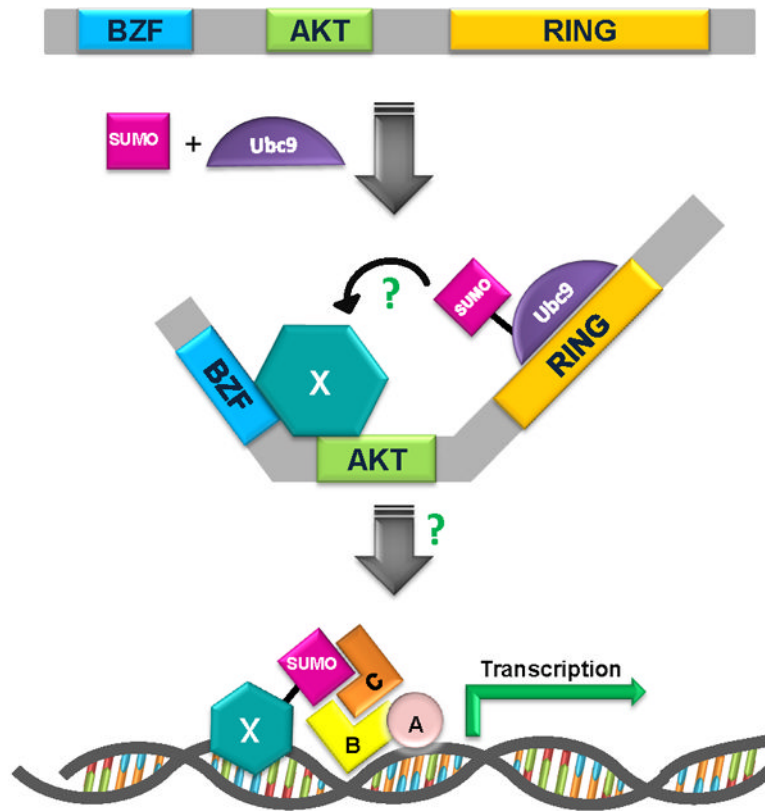 BZF AKT RING
SUMO + Ubc9
?
SUMO
Ubc9
BZF
X
RING
AKT
?
SUMO
C
Transcription
X
B
A